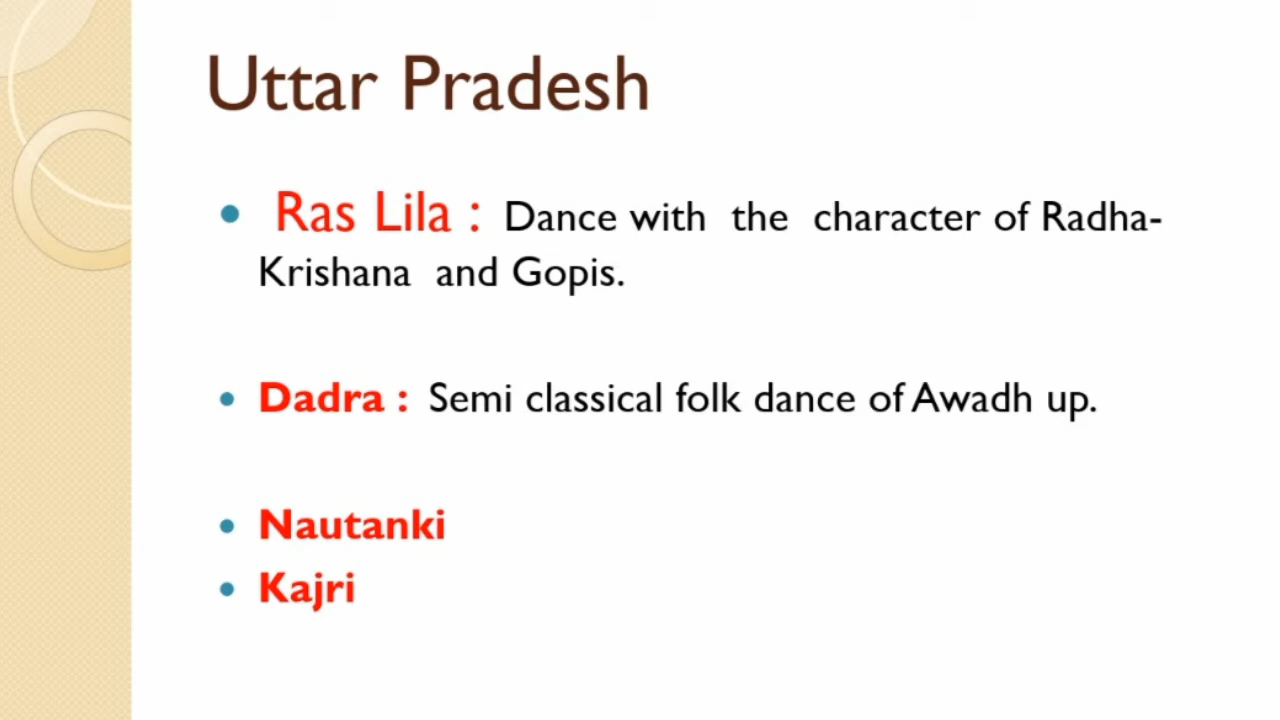 Uttar Pradesh
• Ras Lila : Dance with the character of Radha-
Krishana and Gopis.
• Dadra : Semi classical folk dance of Awadh up.
• Nautanki
• Kajri